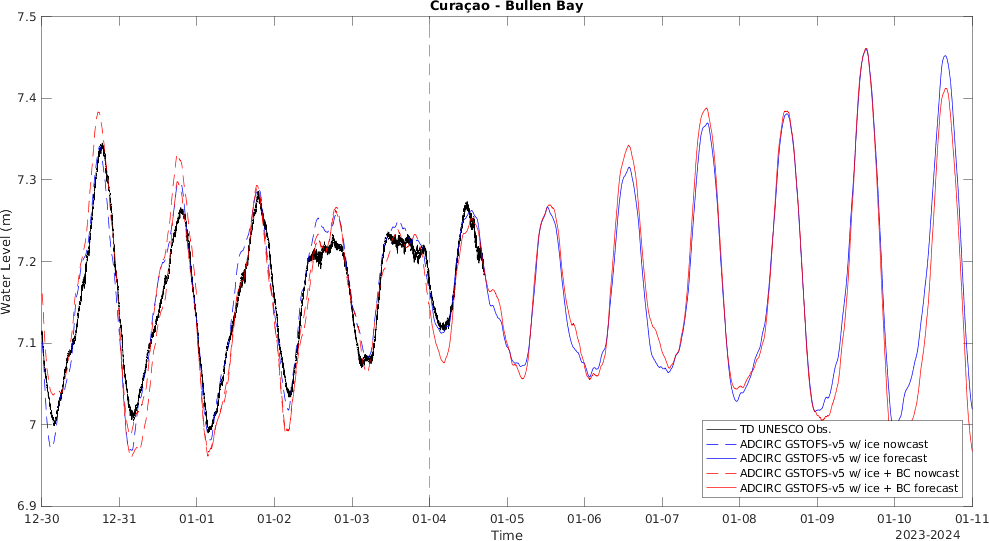 Curaçao - Bullen Bay
7.5
7.4
7.3
7.2
7.1
7
6.9
Water Level (m)
TD UNESCO Obs.
ADCIRC GSTOFS-v5 w/ ice nowcast
ADCIRC GSTOFS-v5 w/ ice forecast
ADCIRC GSTOFS-v5 w/ ice + BC nowcast
ADCIRC GSTOFS-v5 w/ ice + BC forecast
12-30 12-31 01-01 01-02 01-03 01-04 01-05 01-06 01-07 01-08 01-09 01-10 01-11
Time
2023-2024